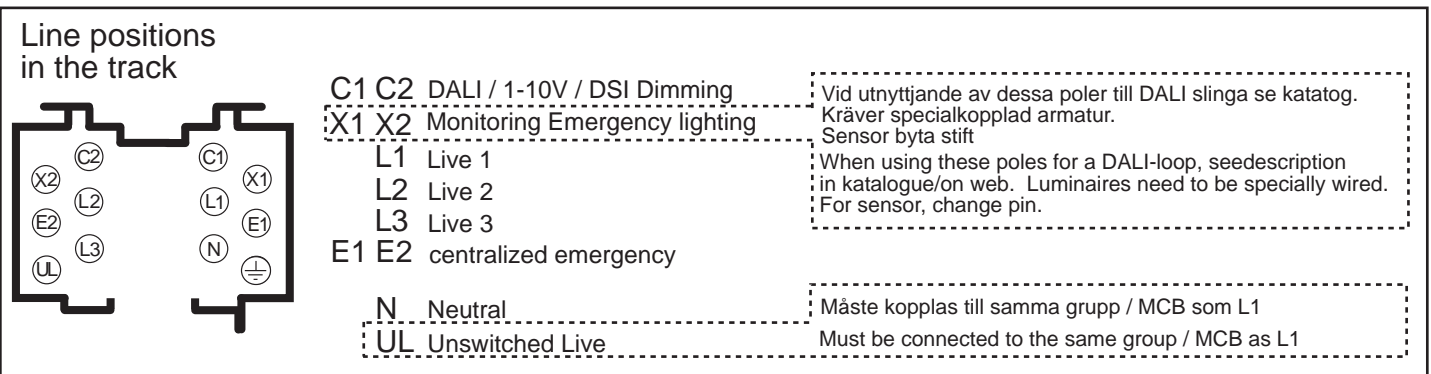 Line positions
in the track
C2 C1
X2 X1
L2 L1
E2 E1
L3 N
UL
C1 C2 DALI / 1-10V / DSI Dimming
X1 X2 Monitoring Emergency lighting
L1 Live 1
L2 Live 2
L3 Live 3
E1 E2 centralized emergency
N Neutral
UL Unswitched Live
Vid utnyttjande av dessa poler till DALI slinga se katatog.
Kräver specialkopplad armatur.
Sensor byta stift
When using these poles for a DALI-loop, seedescription
in katalogue/on web. Luminaires need to be specially wired.
For sensor, change pin.
Måste kopplas till samma grupp / MCB som L1
Must be connected to the same group / MCB as L1